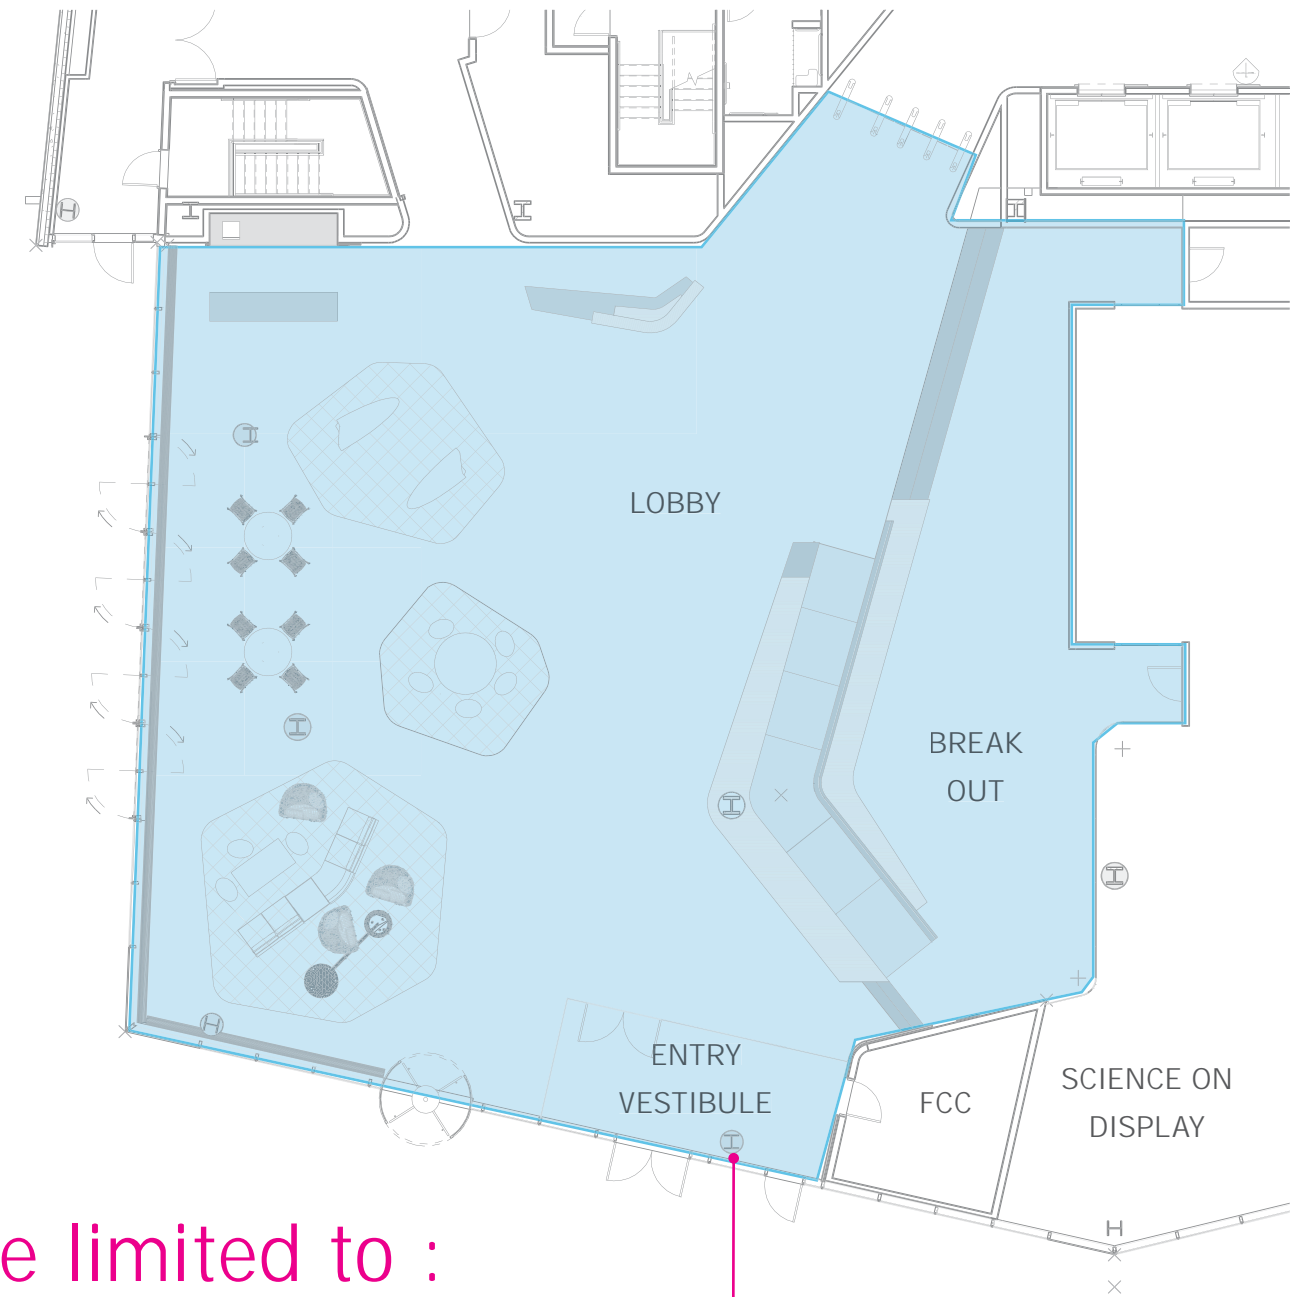 LOBBY
BREAK
OUT
ENTRY
VESTIBULE
FCC
SCIENCE ON
DISPLAY
e limited to :